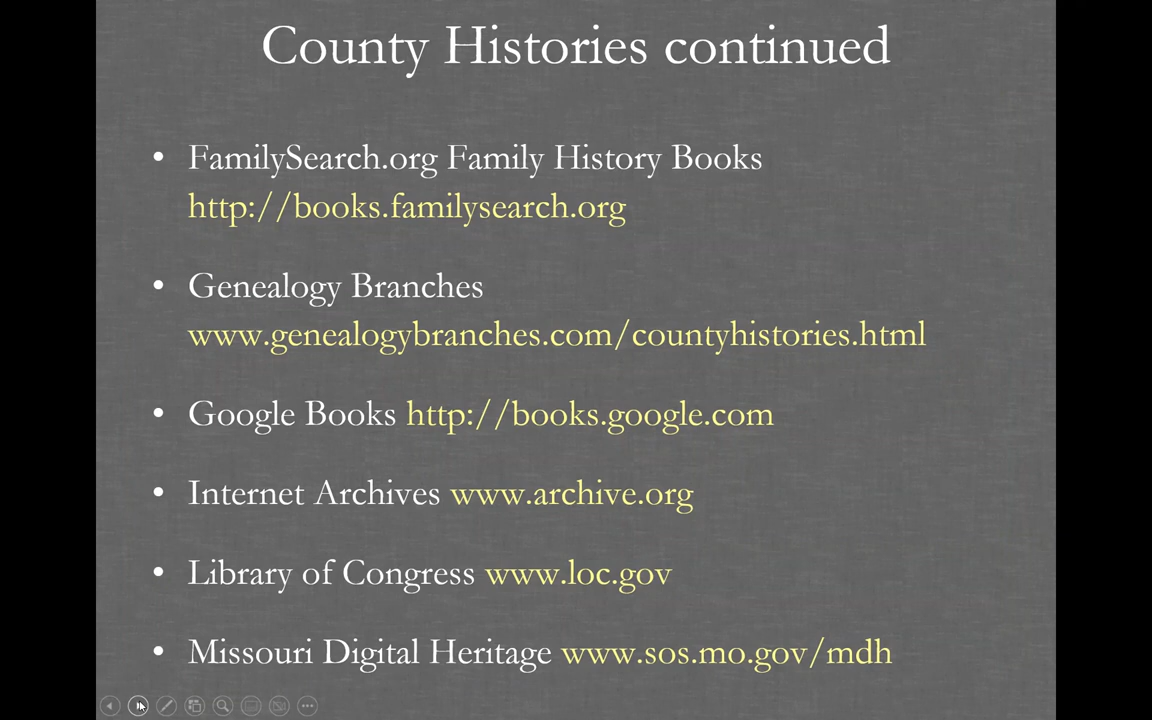 County Histories continued
• FamilySearch.org Family History Books
http://books.familysearch.org
• Genealogy Branches
www.genealogybranches.com/countyhistories.html
• Google Books http://books.google.com
• Internet Archives www.archive.org
• Library of Congress www.loc.gov
• Missouri Digital Heritage www.sos.mo.gov/mdh